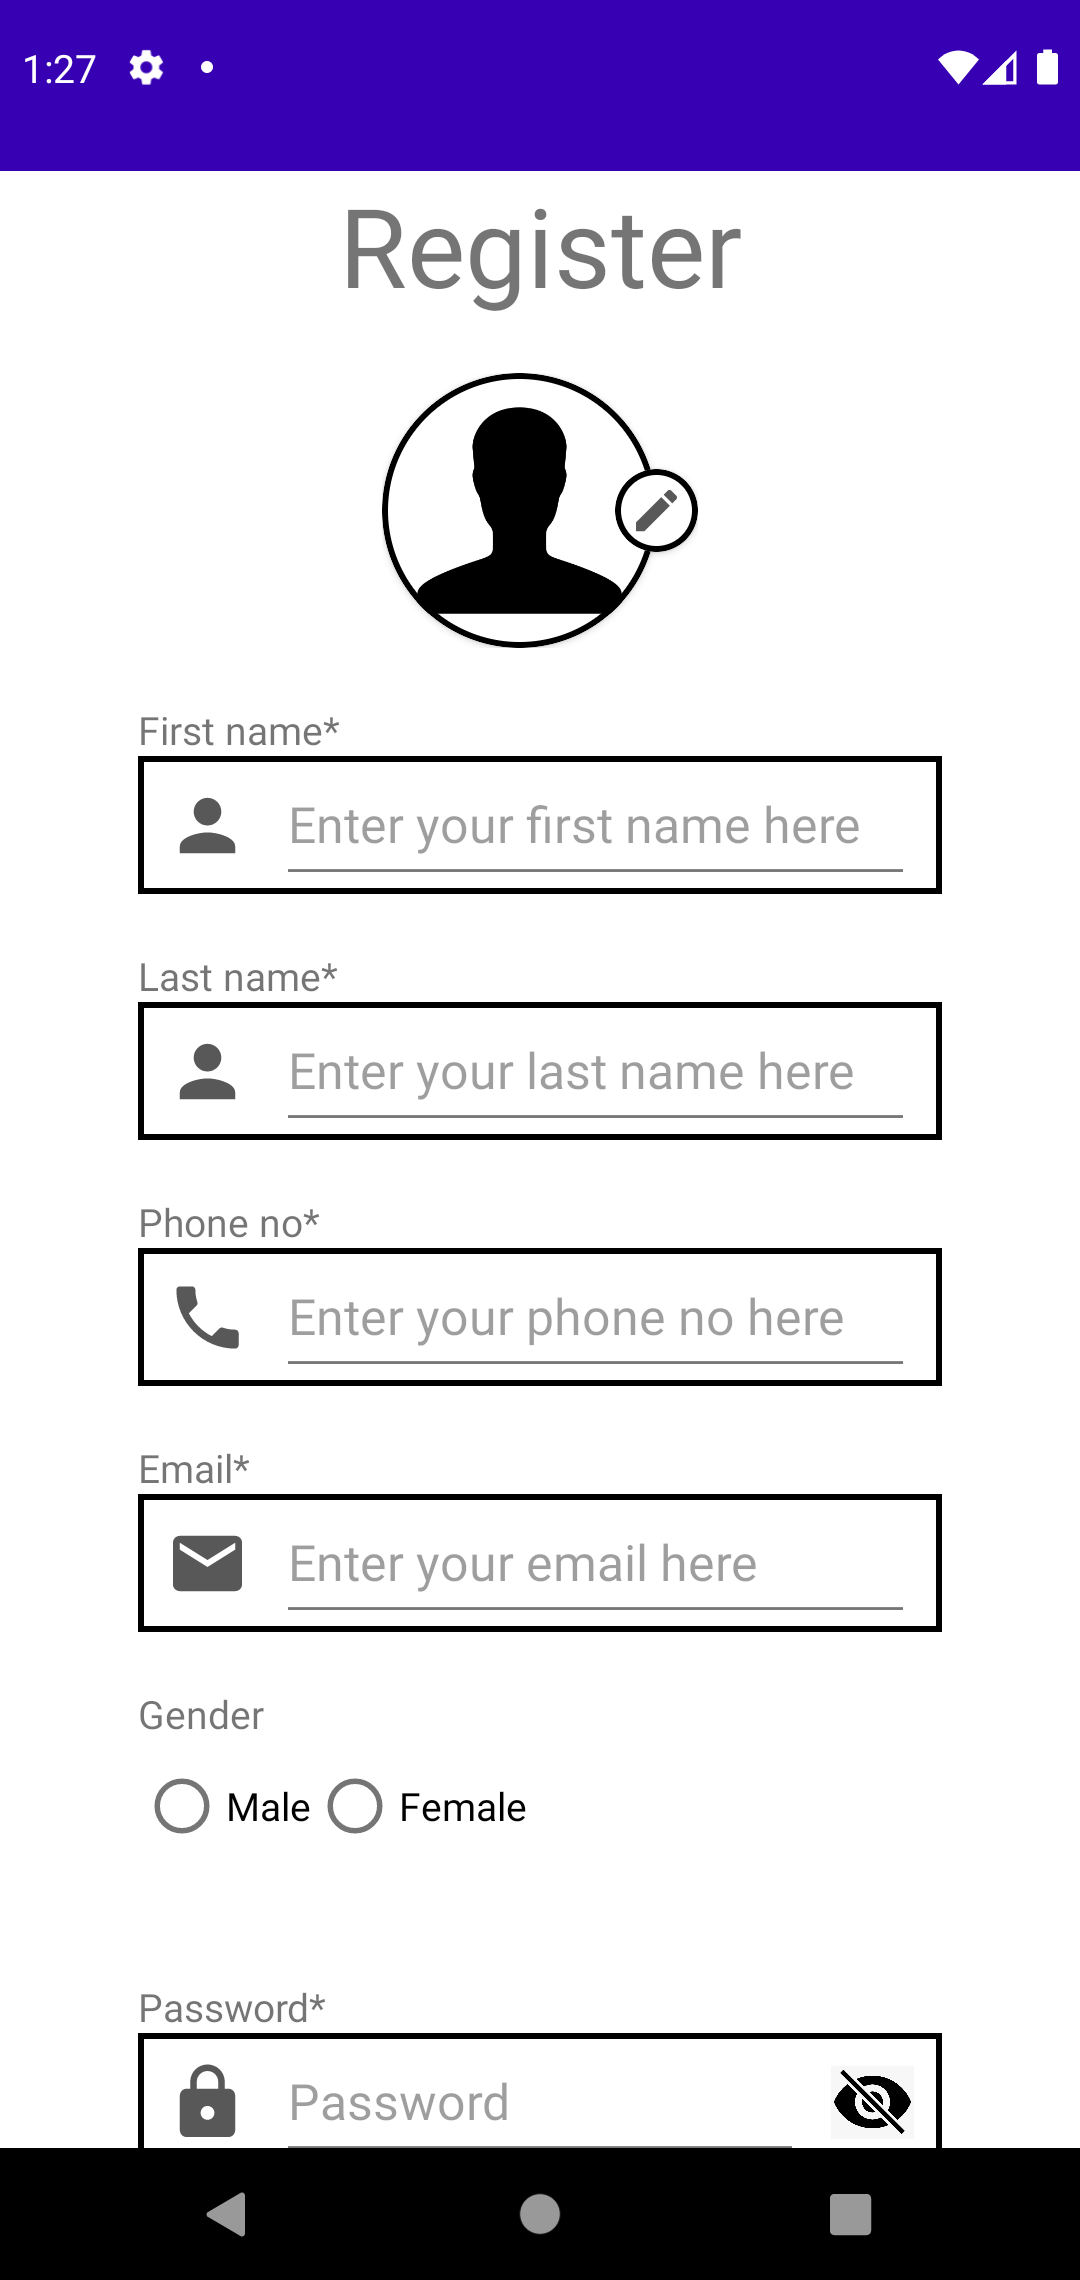 1:27
Register
First name*
Enter your first name here
Last name*
Enter your last name here
Phone no*
Enter your phone no here
Email*
Enter your email here
Gender
Male Female
Password*
Password